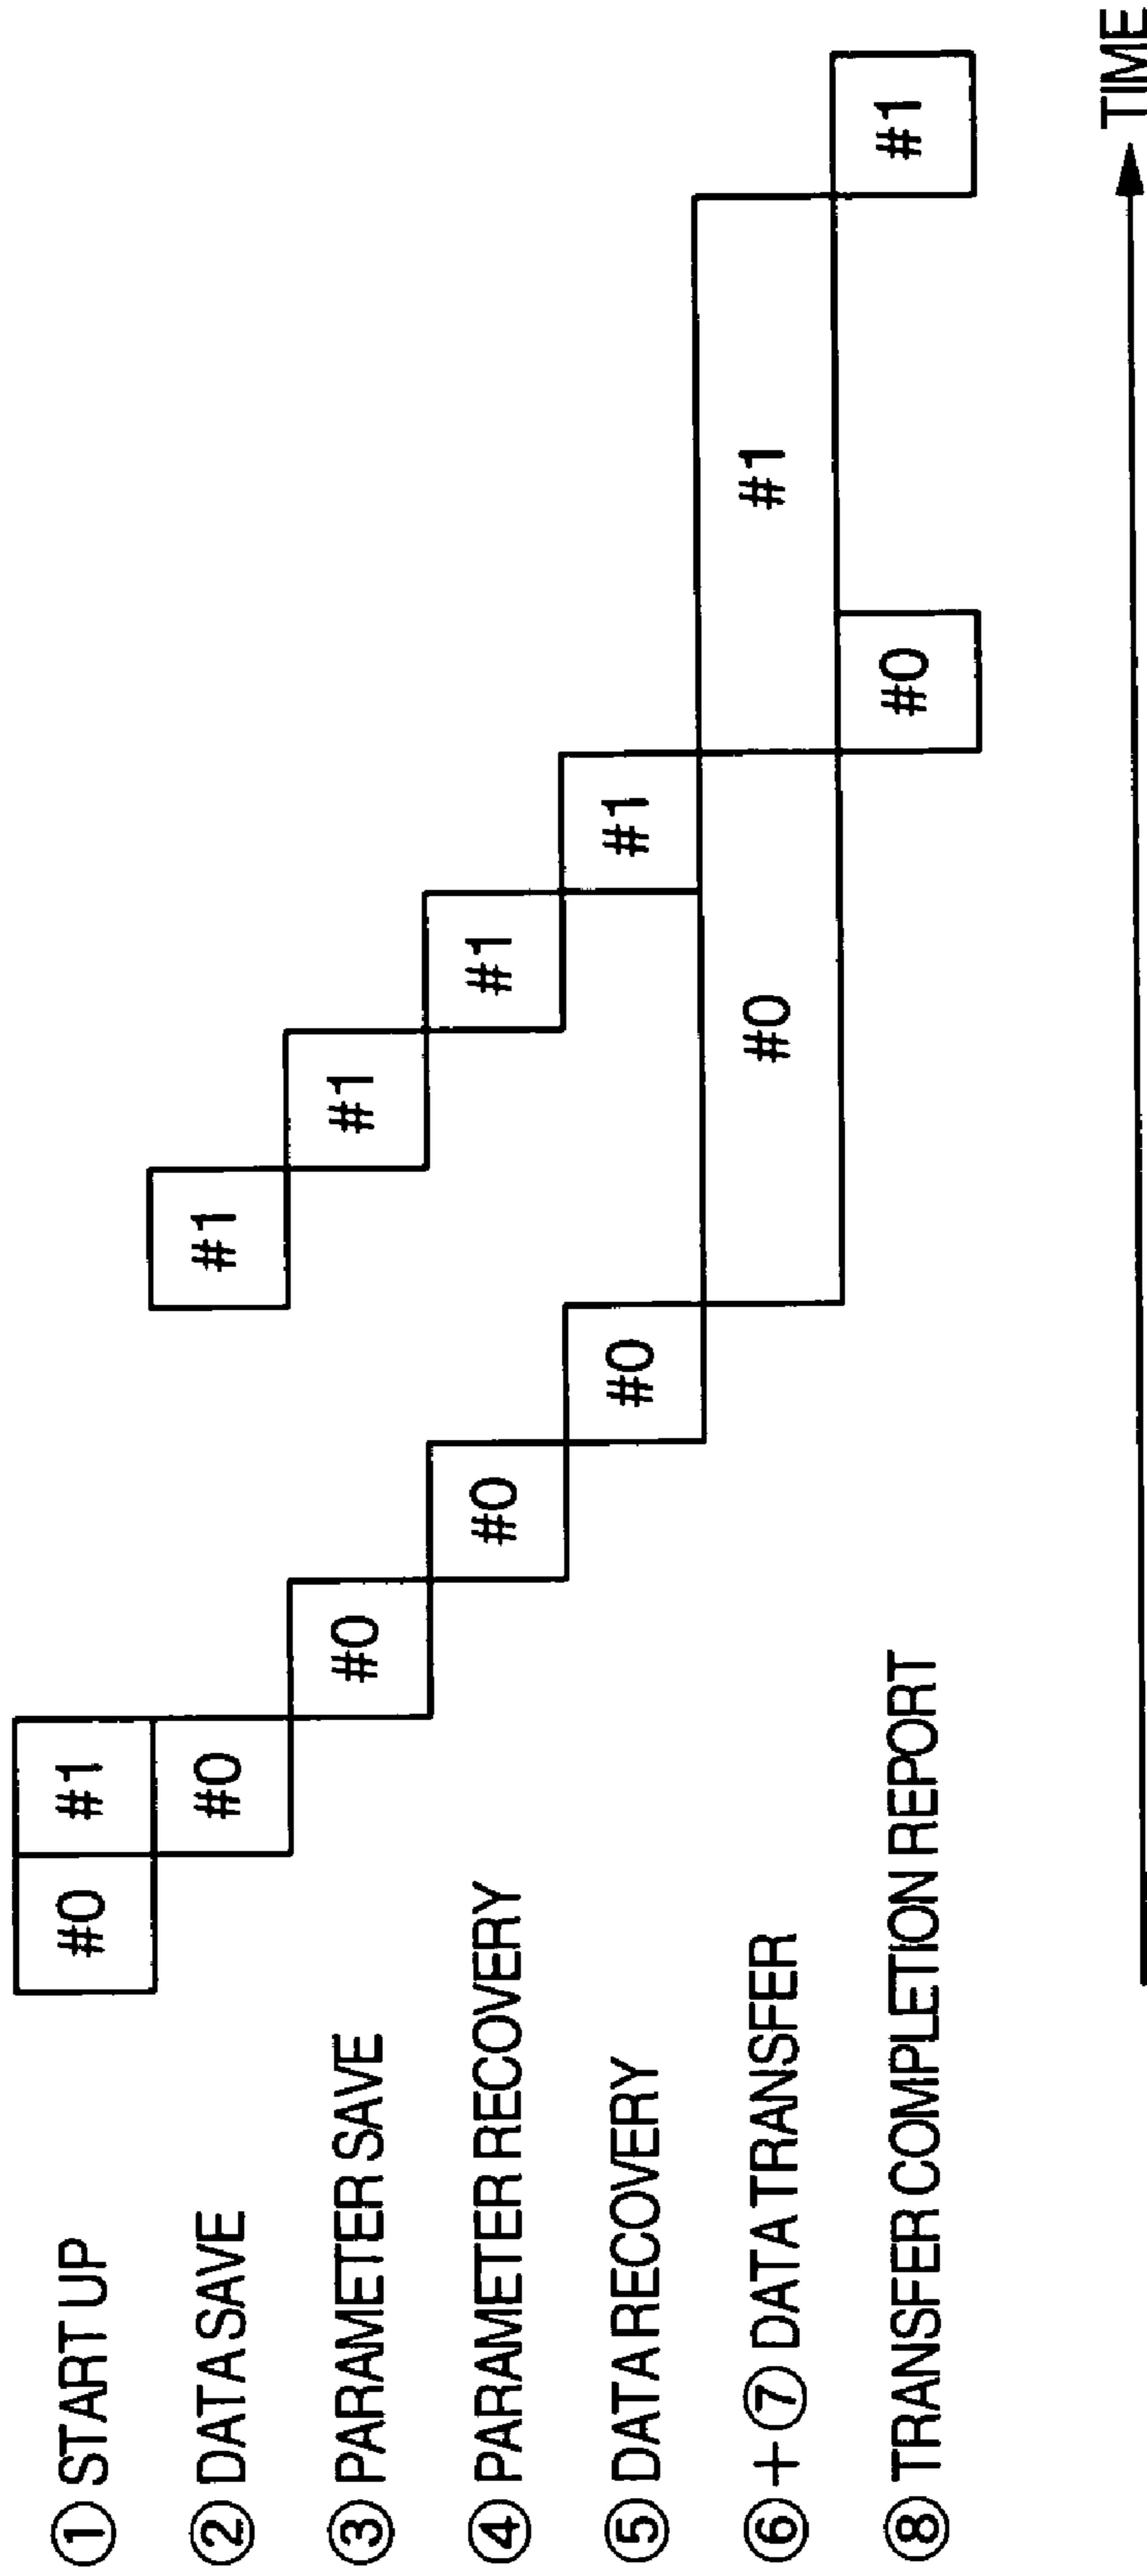 ① START UP #0 #1
② DATA SAVE #0 #1
③ PARAMETER SAVE #0 #1
④ PARAMETER RECOVERY #0 #1
⑤ DATA RECOVERY #0 #1
⑥ + ⑦ DATA TRANSFER #0 #1
⑧ TRANSFER COMPLETION REPORT #0 #1
TIME